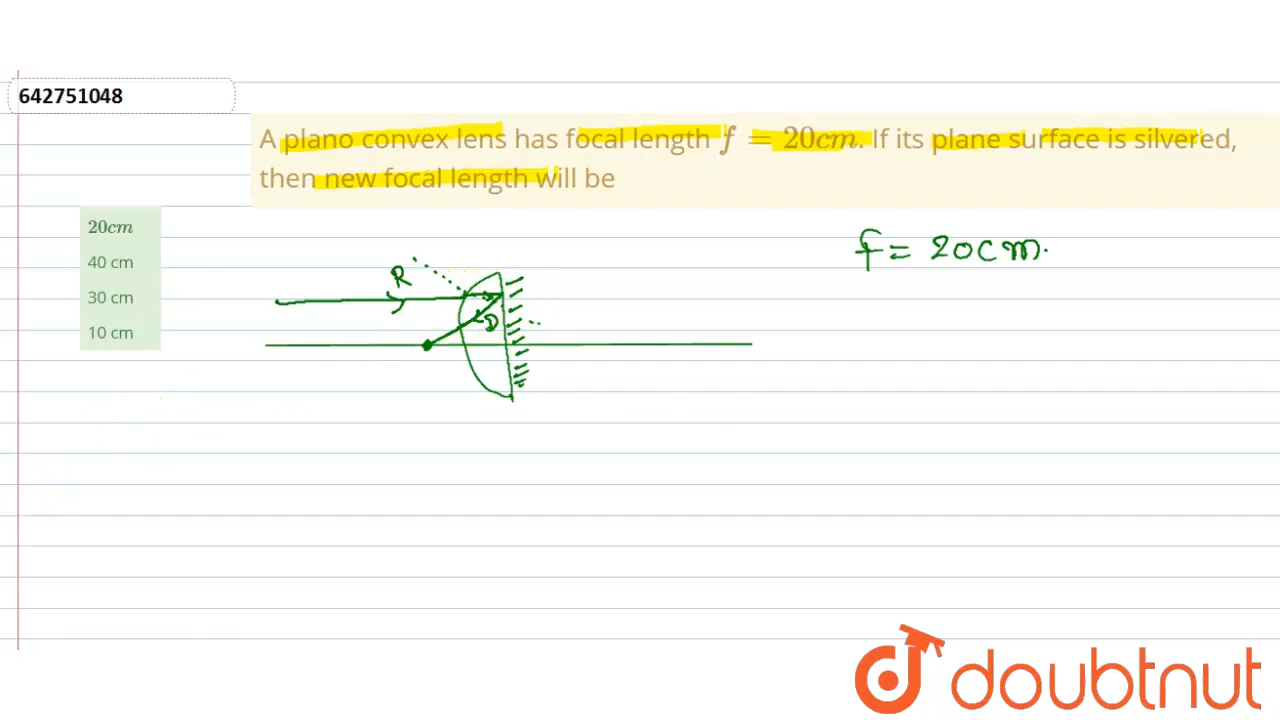 642751048
A plano convex lens has focal length f = 20cm. If its plane surface is silvered,
then new focal length will be
20cm
40 cm
30 cm
10 cm
f = 20cm.
R
D
doubtnut